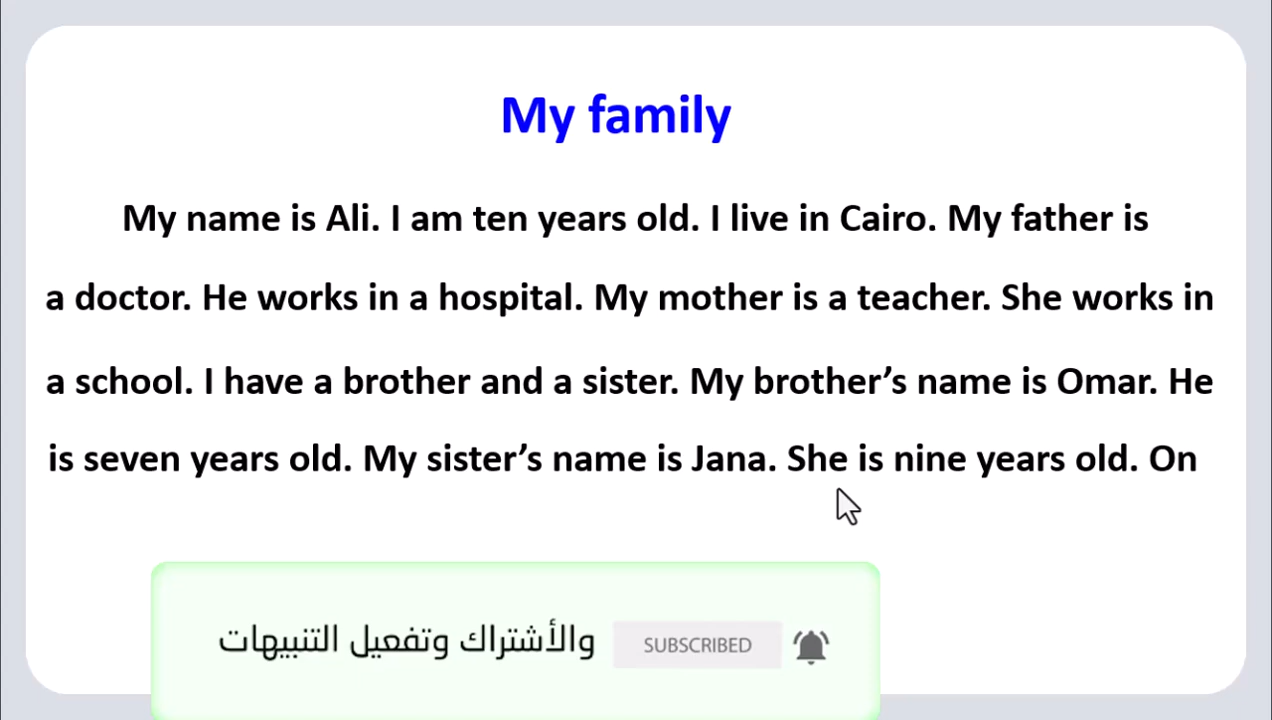 My family
My name is Ali. I am ten years old. I live in Cairo. My father is
a doctor. He works in a hospital. My mother is a teacher. She works in
a school. I have a brother and a sister. My brother’s name is Omar. He
is seven years old. My sister’s name is Jana. She is nine years old. On
والأشتراك وتفعيل التنبيهات SUBSCRIBED